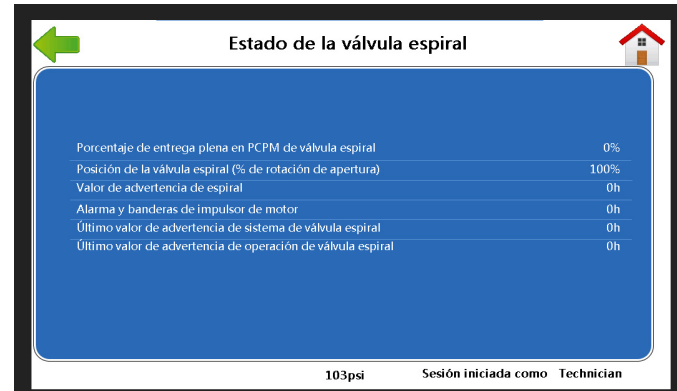 Estado de la válvula espiral
Porcentaje de entrega plena en PCPM de válvula espiral 0%
Posición de la válvula espiral (% de rotación de apertura) 100%
Valor de advertencia de espiral 0h
Alarma y banderas de impulsor de motor 0h
Último valor de advertencia de sistema de válvula espiral 0h
Último valor de advertencia de operación de válvula espiral 0h
103psi Sesión iniciada como Technician